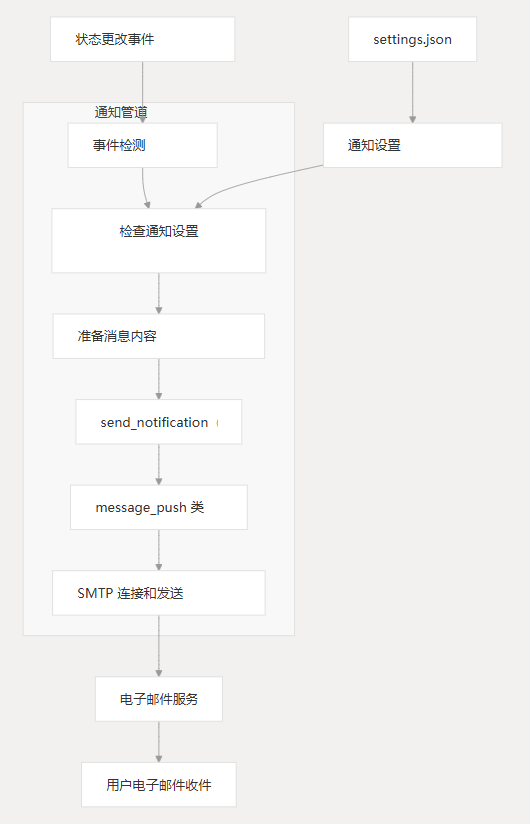 状态更改事件
settings.json
通知管道
事件检测
通知设置
检查通知设置
准备消息内容
send_notification（
message_push 类
SMTP 连接和发送
电子邮件服务
用户电子邮件收件